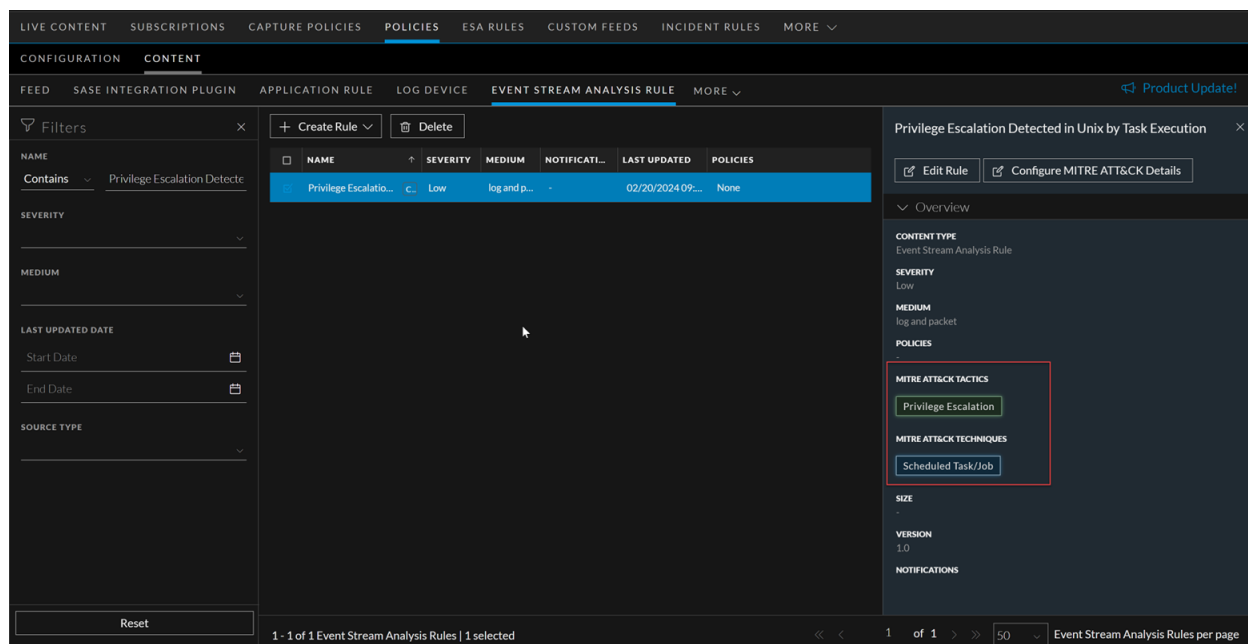 LIVE CONTENT SUBSCRIPTIONS CAPTURE POLICIES POLICIES ESA RULES CUSTOM FEEDS INCIDENT RULES MORE
CONFIGURATION CONTENT
FEED SASE INTEGRATION PLUGIN APPLICATION RULE LOG DEVICE EVENT STREAM ANALYSIS RULE MORE Product Update!
Filters
NAME
Contains Privilege Escalation Detecte
SEVERITY
MEDIUM
LAST UPDATED DATE
Start Date
End Date
SOURCE TYPE
Reset
+ Create Rule Delete
NAME SEVERITY MEDIUM NOTIFICATI... LAST UPDATED POLICIES
Privilege Escalatio... c... Low log and p... - 02/20/2024 09:... None
1 - 1 of 1 Event Stream Analysis Rules | 1 selected
<< < 1 of 1 > >> 50 Event Stream Analysis Rules per page
Privilege Escalation Detected in Unix by Task Execution
Edit Rule Configure MITRE ATT&CK Details
Overview
CONTENT TYPE
Event Stream Analysis Rule
SEVERITY
Low
MEDIUM
log and packet
POLICIES
-
MITRE ATT&CK TACTICS
Privilege Escalation
MITRE ATT&CK TECHNIQUES
Scheduled Task/Job
SIZE
-
VERSION
1.0
NOTIFICATIONS